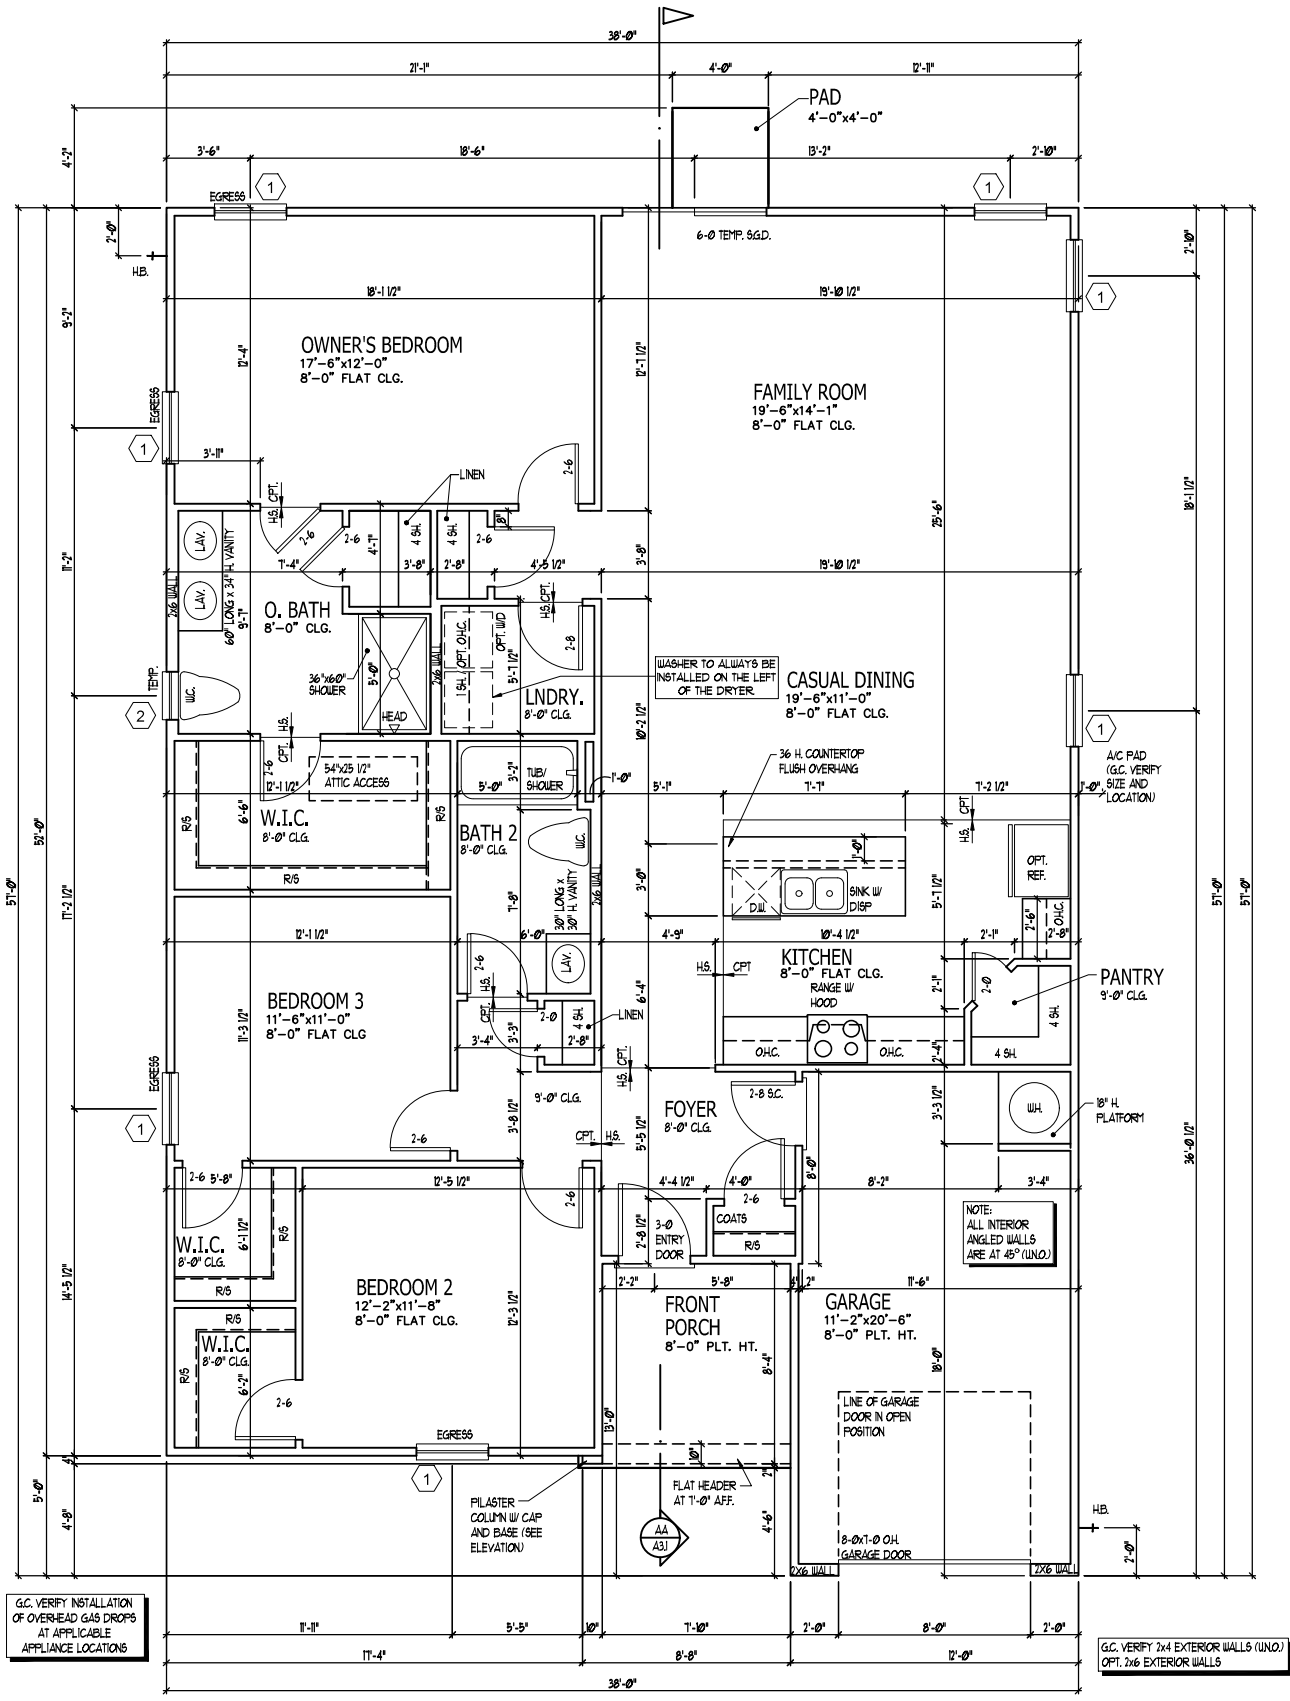 38'-0"
21'-1"
4'-0"
12'-11"
PAD
4'-0"x4'-0"
4'-2"
3'-6"
18'-6"
13'-2"
2'-10"
EGRESS
1
1
2'-0"
H.B.
6-0 TEMP. S.G.D.
2'-10"
1
18'-1 1/2"
19'-10 1/2"
9'-2"
12'-4"
12'-7 1/2"
OWNER'S BEDROOM
17'-6"x12'-0"
8'-0" FLAT CLG.
FAMILY ROOM
19'-6"x14'-1"
8'-0" FLAT CLG.
EGRESS
1
3'-11"
LINEN
2-6
H.S.
CPT.
25'-6"
18'-1 1/2"
LAV.
LAV.
60" LONG x 34" H. VANITY
2x6 WALL
2-6
2-6
4'-7"
4 SH.
4 SH.
2-6
8"
11'-2"
7'-4"
3'-8"
2'-8"
4'-5 1/2"
3'-8"
19'-10 1/2"
O. BATH
8'-0" CLG.
9'-7"
H.S.
CPT.
2-8
36"x60"
SHOWER
5'-0"
HEAD
2x6 WALL
1 SH.
OPT. O.H.C.
OPT. W/D
5'-7 1/2"
LNDRY.
8'-0" CLG.
WASHER TO ALWAYS BE
INSTALLED ON THE LEFT
OF THE DRYER.
CASUAL DINING
19'-6"x11'-0"
8'-0" FLAT CLG.
TEMP.
2
W.C.
10'-2 1/2"
1
H.S.
CPT.
36 H. COUNTERTOP
FLUSH OVERHANG
A/C PAD
(G.C. VERIFY
SIZE AND
LOCATION)
2-6
54"x25 1/2"
ATTIC ACCESS
12'-1 1/2"
5'-0"
3'-2"
TUB/
SHOWER
1'-0"
5'-1"
7'-7"
7'-2 1/2"
1'-0"
W.I.C.
8'-0" CLG.
6'-6"
R/S
R/S
R/S
BATH 2
8'-0" CLG.
W.C.
CPT
H.S.
52'-0"
57'-0"
57'-0"
57'-0"
1'-0"
OPT.
REF.
3'-0"
D.W.
SINK W/
DISP
5'-7 1/2"
O.H.C.
2'-6"
17'-2 1/2"
7'-8"
30" LONG x
30" H. VANITY
2x6 WALL
12'-1 1/2"
6'-0"
4'-9"
10'-4 1/2"
2'-1"
2'-8"
LAV.
2-6
KITCHEN
8'-0" FLAT CLG.
RANGE W/
HOOD
H.S.
CPT
6'-4"
2'-1"
2-0
PANTRY
9'-0" CLG.
BEDROOM 3
11'-6"x11'-0"
8'-0" FLAT CLG
11'-3 1/2"
H.S.
CPT.
2-0
4 SH.
LINEN
3'-3"
3'-4"
2'-8"
O.H.C.
O.H.C.
2'-4"
4 SH.
4 SH.
CPT.
H.S.
EGRESS
1
9'-0" CLG.
FOYER
8'-0" CLG.
2-8 S.C.
3'-3 1/2"
W.H.
18" H.
PLATFORM
3'-8 1/2"
5'-5 1/2"
CPT.
H.S.
2-6
36'-0 1/2"
2-6
5'-8"
12'-5 1/2"
2-6
4'-4 1/2"
4'-0"
8'-0"
8'-2"
3'-4"
2-6
COATS
R/S
2'-8 1/2"
3-0
ENTRY
DOOR
NOTE:
ALL INTERIOR
ANGLED WALLS
ARE AT 45° (U.N.O.)
W.I.C.
8'-0" CLG.
6'-1 1/2"
R/S
R/S
2'-2"
5'-8"
4"
2"
11'-6"
14'-5 1/2"
BEDROOM 2
12'-2"x11'-8"
8'-0" FLAT CLG.
12'-3 1/2"
FRONT
PORCH
8'-0" PLT. HT.
GARAGE
11'-2"x20'-6"
8'-0" PLT. HT.
R/S
W.I.C.
8'-0" CLG.
R/S
6'-2"
2-6
8'-4"
18'-0"
13'-0"
LINE OF GARAGE
DOOR IN OPEN
POSITION
EGRESS
1
10"
2"
4"
FLAT HEADER
AT 7'-0" A.F.F.
PILASTER
COLUMN W/ CAP
AND BASE (SEE
ELEVATION)
5'-0"
4'-8"
4'-6"
AA
A3.1
8-0x7-0 O.H.
GARAGE DOOR
2X6 WALL
2X6 WALL
H.B.
2'-0"
G.C. VERIFY INSTALLATION
OF OVERHEAD GAS DROPS
AT APPLICABLE
APPLIANCE LOCATIONS
11'-11"
5'-5"
10"
7'-10"
2'-0"
8'-0"
2'-0"
17'-4"
8'-8"
12'-0"
38'-0"
G.C. VERIFY 2x4 EXTERIOR WALLS (U.N.O.)
OPT. 2x6 EXTERIOR WALLS